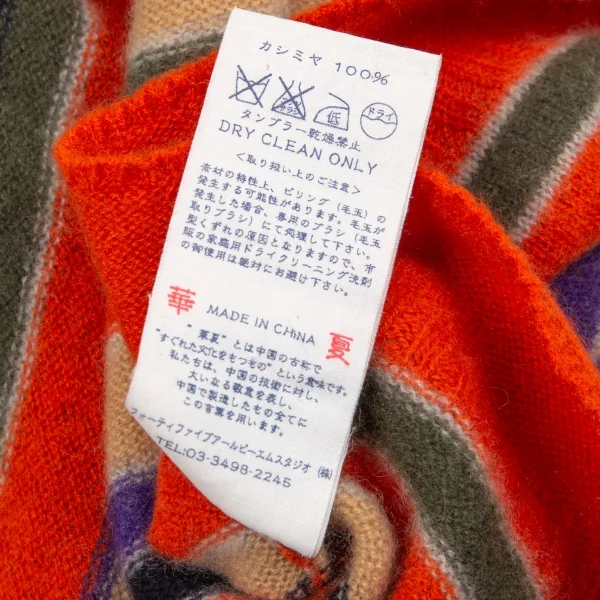 カシミヤ 100%
エンソサラシ
低
ドライ
タンブラー乾燥禁止
DRY CLEAN ONLY
<取り扱い上のご注意>
素材の特性上、ピリング(毛玉)の
発生する可能性があります。毛玉が
発生した場合、専用のブラシ(毛玉
取りブラシ)にて処理して下さい。
型くずれの原因となりますので、市
販の家庭用ドライクリーニング洗剤
の御使用は絶対にお避け下さい。
華
MADE IN CHINA
夏
"華夏" とは中国の古称で
"すぐれた文化をもつもの" という意味です。
私たちは、中国の技術に対し、
大いなる敬意を表し、
中国で製造したもの全てに
この言葉を用います。
フォーティファイブアールピーエムスタジオ(株)
TEL:03-3498-2245